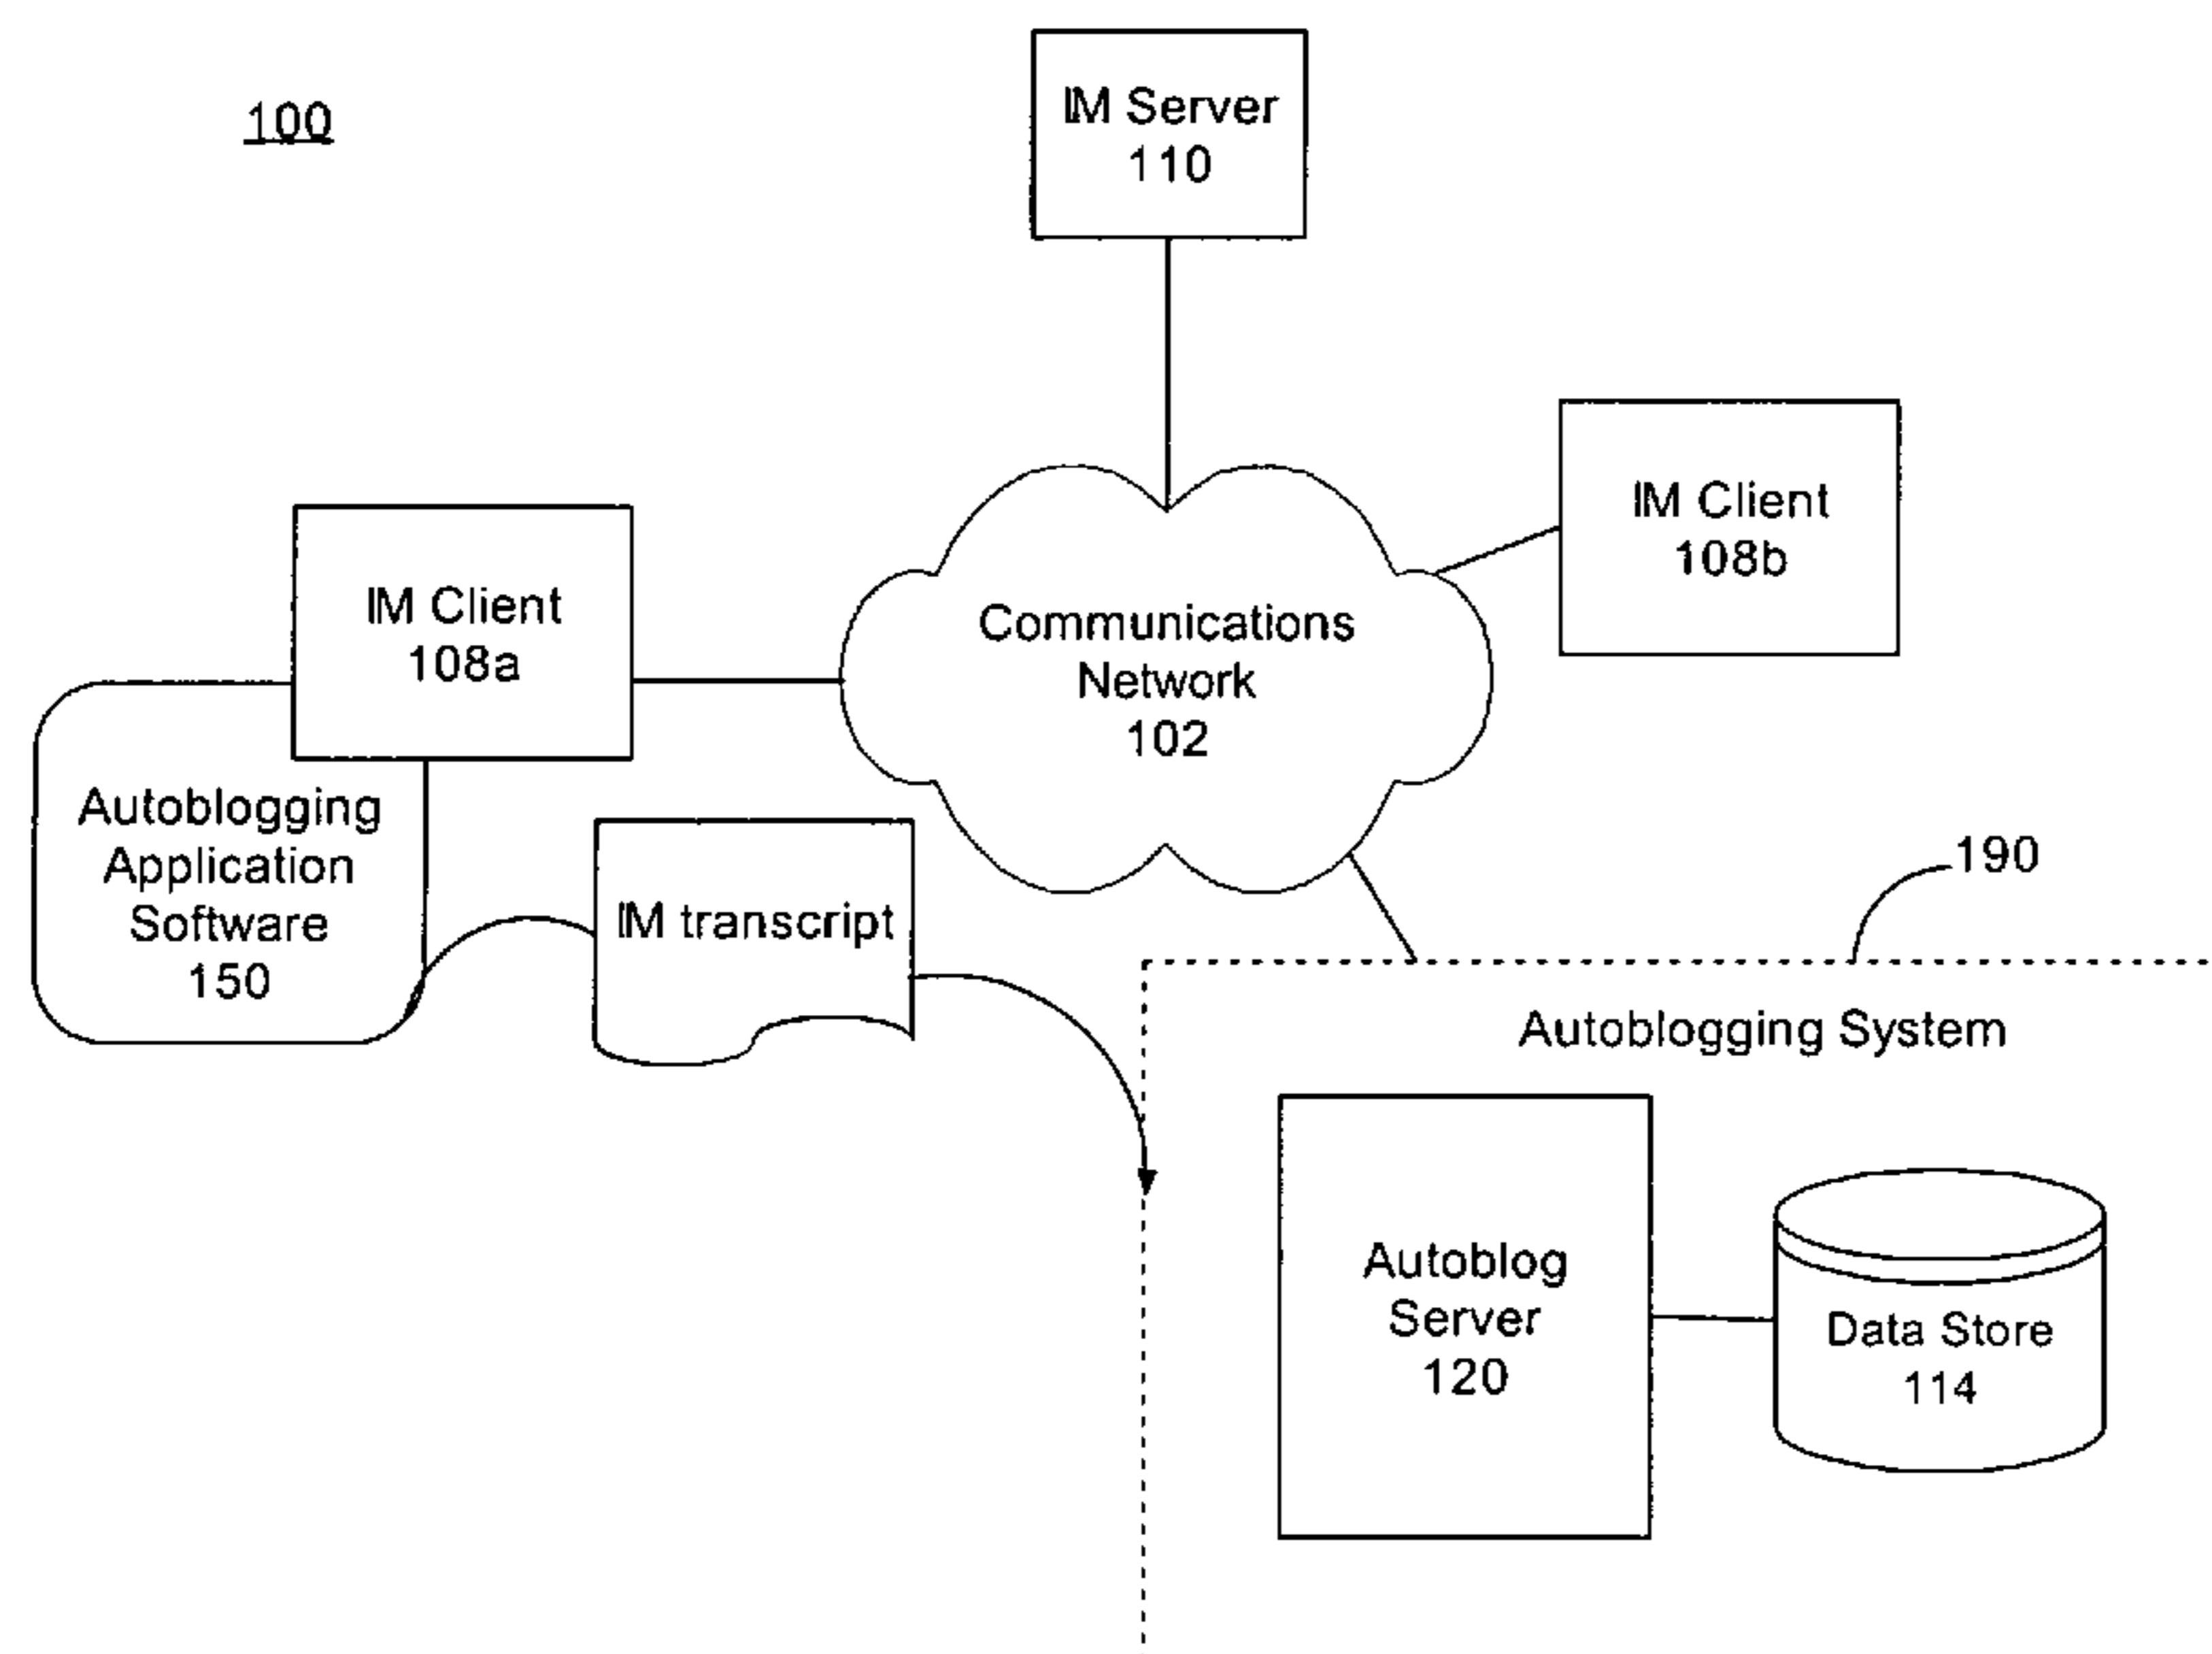 100
IM Server
110
IM Client
108b
IM Client
108a
Communications
Network
102
Autoblogging
Application
Software
150
IM transcript
190
Autoblogging System
Autoblog
Server
120
Data Store
114